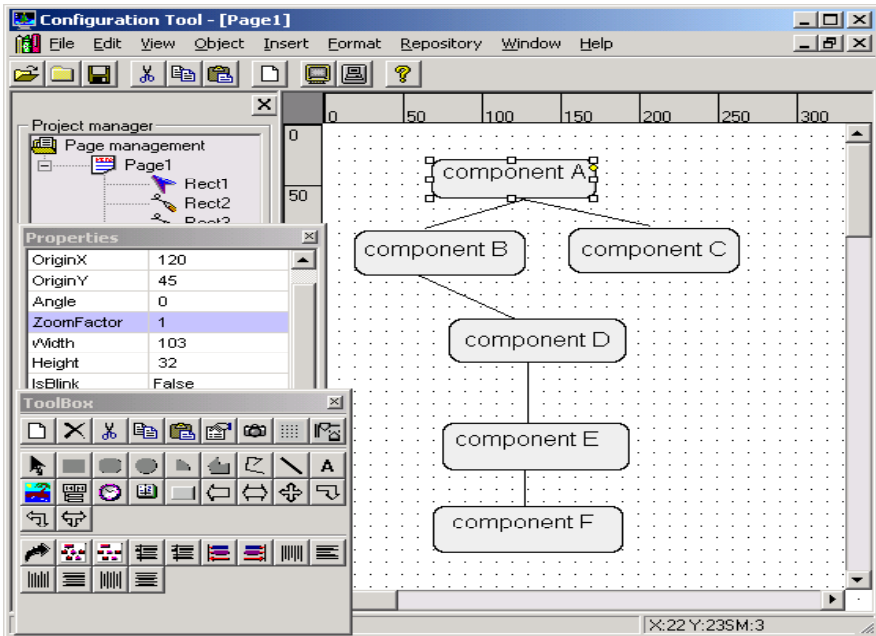 Configuration Tool - [Page1]
File Edit View Object Insert Format Repository Window Help
0 50 100 150 200 250 300
0
50
Project manager
Page management
Page1
Rect1
Rect2
Rect3
Properties
OriginX 120
OriginY 45
Angle 0
ZoomFactor 1
Width 103
Height 32
IsBlink False
ToolBox
A
component A
component B
component C
component D
component E
component F
X:22 Y:23SM:3